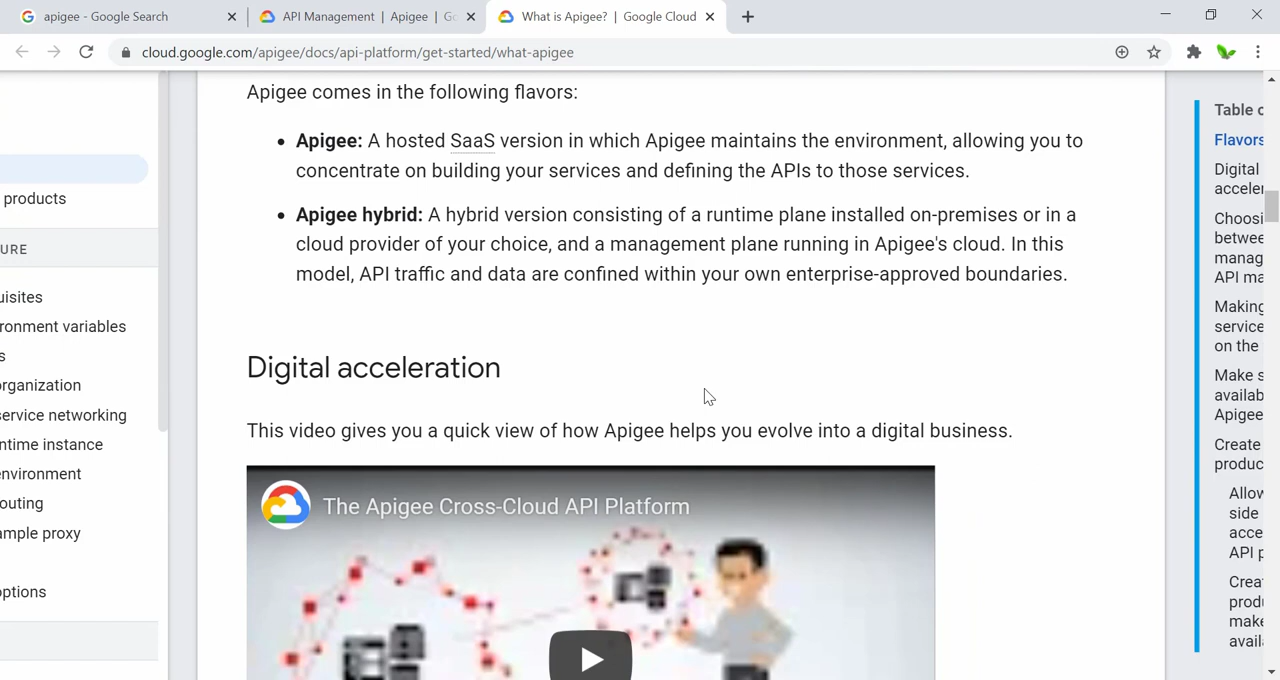 apigee - Google Search
API Management | Apigee | Go
What is Apigee? | Google Cloud
cloud.google.com/apigee/docs/api-platform/get-started/what-apigee
products
URE
uisites
ronment variables
s
organization
service networking
ntime instance
environment
outing
ample proxy
options
Apigee comes in the following flavors:
• Apigee: A hosted SaaS version in which Apigee maintains the environment, allowing you to
concentrate on building your services and defining the APIs to those services.
• Apigee hybrid: A hybrid version consisting of a runtime plane installed on-premises or in a
cloud provider of your choice, and a management plane running in Apigee's cloud. In this
model, API traffic and data are confined within your own enterprise-approved boundaries.
Digital acceleration
This video gives you a quick view of how Apigee helps you evolve into a digital business.
The Apigee Cross-Cloud API Platform
Table c
Flavors
Digital
acceler
Choosi
betwee
manag
API ma
Making
service
on the
Make s
availab
Apigee
Create
produc
Allow
side
acce
API p
Creat
produ
make
availa